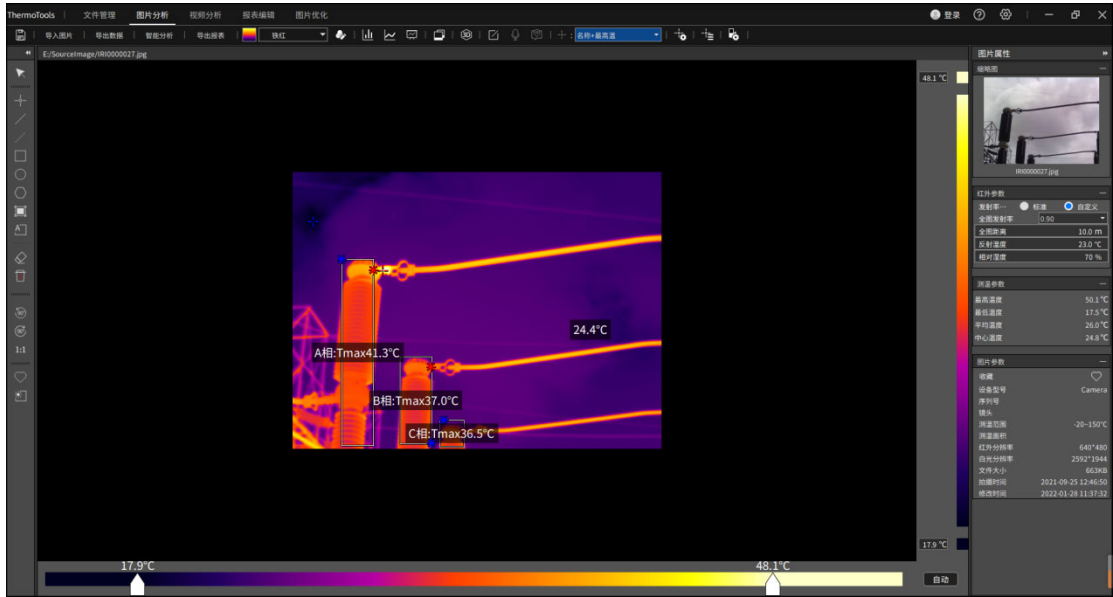 ThermoTools 文件管理 图片分析 视频分析 报表编辑 图片优化 登录
导入图片 导出数据 智能分析 导出报表 铁红 名称+最高温
E:/SourceImage/IRI0000027.jpg
图片属性
缩略图
IRI0000027.jpg
红外参数
发射率… 标准 自定义
全图发射率 0.90
全图距离 10.0 m
反射温度 23.0 ℃
相对湿度 70 %
测温参数
最高温度 50.1℃
最低温度 17.5℃
平均温度 26.0℃
中心温度 24.8℃
图片参数
收藏
设备型号 Camera
序列号
镜头
测温范围 -20~150℃
测温面积
红外分辨率 640*480
白光分辨率 2592*1944
文件大小 663KB
拍摄时间 2021-09-25 12:46:50
修改时间 2022-01-28 11:37:32
48.1 ℃
24.4°C
A相:Tmax41.3°C
B相:Tmax37.0°C
C相:Tmax36.5°C
17.9 ℃
17.9°C 48.1°C
自动
1:1